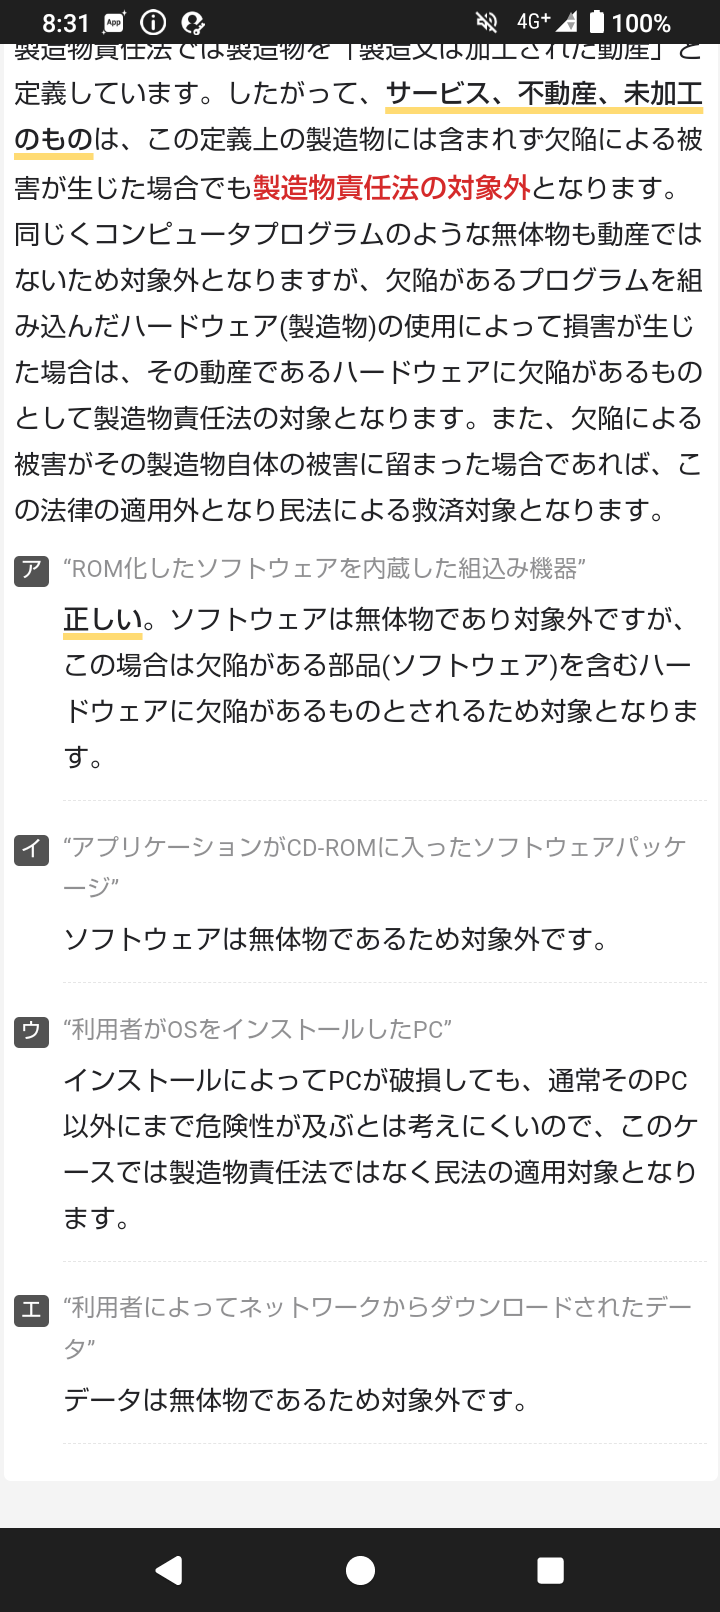 8:31
App
4G+
100%
製造物責任法では製造物を「製造又は加工された動産」と
定義しています。したがって、サービス、不動産、未加工
のものは、この定義上の製造物には含まれず欠陥による被
害が生じた場合でも製造物責任法の対象外となります。
同じくコンピュータプログラムのような無体物も動産では
ないため対象外となりますが、欠陥があるプログラムを組
み込んだハードウェア(製造物)の使用によって損害が生じ
た場合は、その動産であるハードウェアに欠陥があるもの
として製造物責任法の対象となります。また、欠陥による
被害がその製造物自体の被害に留まった場合であれば、こ
の法律の適用外となり民法による救済対象となります。
ア “ROM化したソフトウェアを内蔵した組込み機器”
正しい。ソフトウェアは無体物であり対象外ですが、
この場合は欠陥がある部品(ソフトウェア)を含むハー
ドウェアに欠陥があるものとされるため対象となりま
す。
イ “アプリケーションがCD-ROMに入ったソフトウェアパッケ
ージ”
ソフトウェアは無体物であるため対象外です。
ウ “利用者がOSをインストールしたPC”
インストールによってPCが破損しても、通常そのPC
以外にまで危険性が及ぶとは考えにくいので、このケ
ースでは製造物責任法ではなく民法の適用対象となり
ます。
エ “利用者によってネットワークからダウンロードされたデー
タ”
データは無体物であるため対象外です。